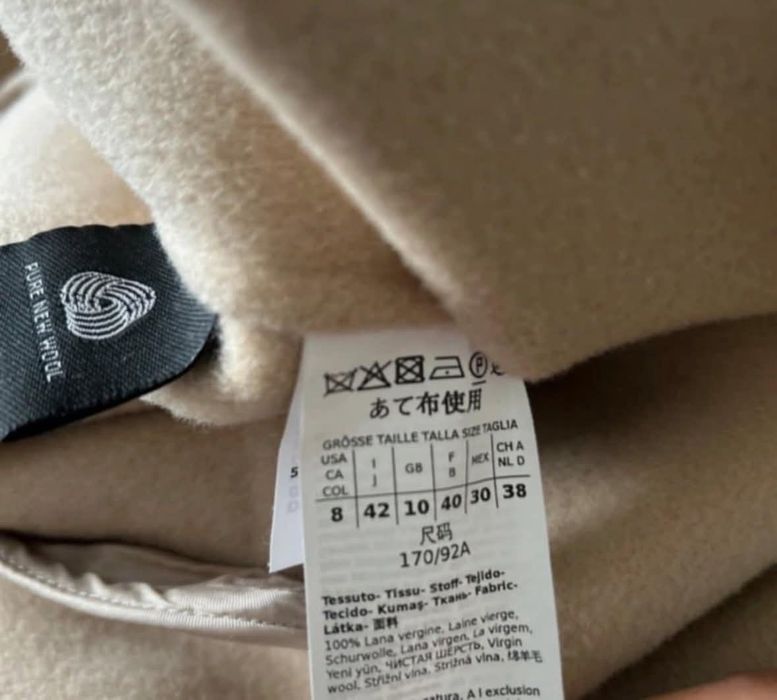 PURE NEW WOOL
あて布使用
GRÖSSE TAILLE TALLA SIZE TAGLIA
USA CA COL | I J | GB | F B | MEX | CH A NL D
8 | 42 | 10 | 40 | 30 | 38
尺码
170/92A
Tessuto- Tissu- Stoff- Tejido-
Tecido- Kumaş- Ткань- Fabric-
Látka- 面料
100% Lana vergine, Laine vierge,
Schurwolle, Lana virgen, La virgem,
Yeni yün, ЧИСТАЯ ШЕРСТЬ, Virgin
wool, Střižní vlna, Strižná vlna, 绵羊毛
A l exclusion